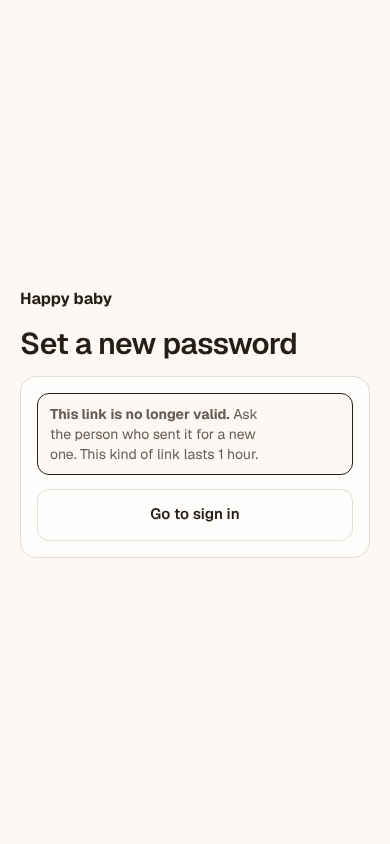 Happy baby
Set a new password
This link is no longer valid. Ask
the person who sent it for a new
one. This kind of link lasts 1 hour.
Go to sign in